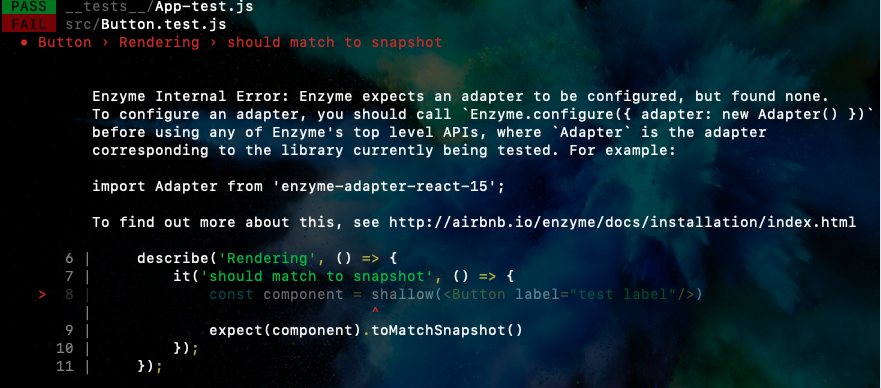 PASS __tests__/App-test.js
FAIL src/Button.test.js
● Button › Rendering › should match to snapshot
Enzyme Internal Error: Enzyme expects an adapter to be configured, but found none.
To configure an adapter, you should call `Enzyme.configure({ adapter: new Adapter() })`
before using any of Enzyme's top level APIs, where `Adapter` is the adapter
corresponding to the library currently being tested. For example:
import Adapter from 'enzyme-adapter-react-15';
To find out more about this, see http://airbnb.io/enzyme/docs/installation/index.html
6 | describe('Rendering', () => {
7 | it('should match to snapshot', () => {
> 8 | const component = shallow(<Button label="test label"/>)
| ^
9 | expect(component).toMatchSnapshot()
10 | });
11 | });